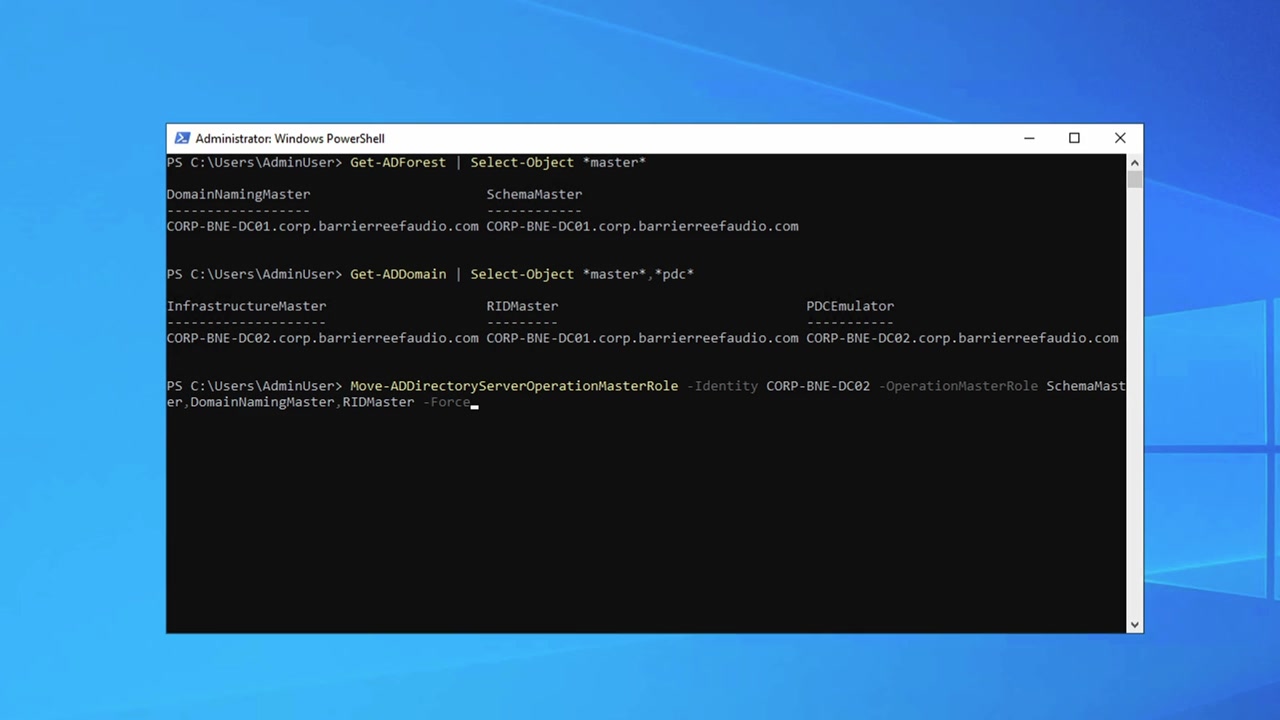 Administrator: Windows PowerShell
PS C:\Users\AdminUser> Get-ADForest | Select-Object *master*
DomainNamingMaster SchemaMaster
------------------ ------------
CORP-BNE-DC01.corp.barrierreefaudio.com CORP-BNE-DC01.corp.barrierreefaudio.com
PS C:\Users\AdminUser> Get-ADDomain | Select-Object *master*,*pdc*
InfrastructureMaster RIDMaster PDCEmulator
-------------------- --------- -----------
CORP-BNE-DC02.corp.barrierreefaudio.com CORP-BNE-DC01.corp.barrierreefaudio.com CORP-BNE-DC02.corp.barrierreefaudio.com
PS C:\Users\AdminUser> Move-ADDirectoryServerOperationMasterRole -Identity CORP-BNE-DC02 -OperationMasterRole SchemaMast
er,DomainNamingMaster,RIDMaster -Force